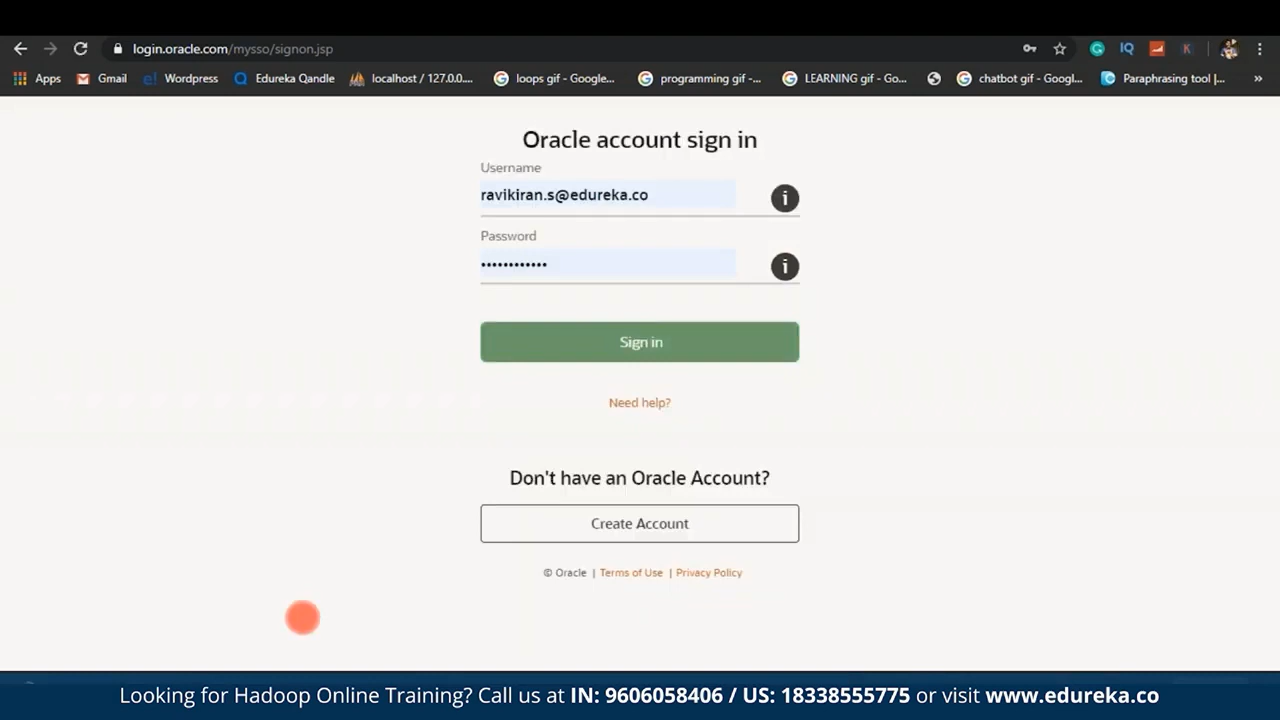 login.oracle.com/mysso/signon.jsp
Apps Gmail Wordpress Edureka Qandle localhost / 127.0.0.... loops gif - Google... programming gif -... LEARNING gif - Go... chatbot gif - Googl... Paraphrasing tool |... »
Oracle account sign in
Username
ravikiran.s@edureka.co
Password
Sign in
Need help?
Don't have an Oracle Account?
Create Account
© Oracle | Terms of Use | Privacy Policy
Looking for Hadoop Online Training? Call us at IN: 9606058406 / US: 18338555775 or visit www.edureka.co